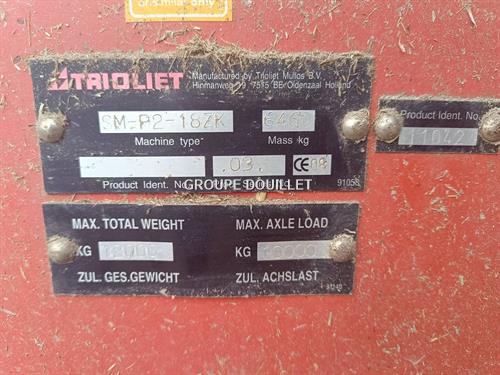 TRIOLIET
Manufactured by Trioliet Mullos B.V.
Hinmanweg 19 7575 BE Oldenzaal Holland
SM-P2-18ZK
Machine type
Mass kg
.03.
CE
Product Ident. No.
GROUPE DOUILLET
91058
Product Ident. No.
11042
MAX. TOTAL WEIGHT
MAX. AXLE LOAD
KG
KG
ZUL. GES.GEWICHT
ZUL. ACHSLAST